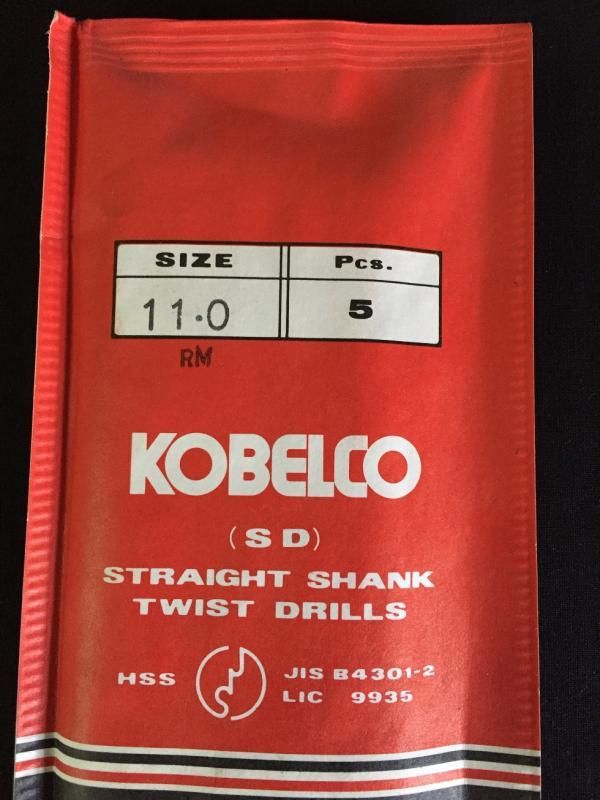 SIZE Pcs.
11.0 5
RM
KOBELCO
(SD)
STRAIGHT SHANK
TWIST DRILLS
HSS JIS B4301-2
LIC 9935